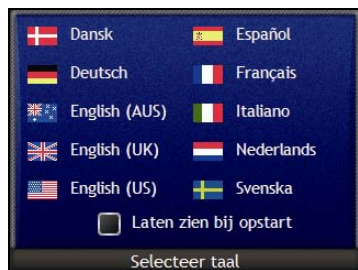 Dansk
Español
Deutsch
Français
English (AUS)
Italiano
English (UK)
Nederlands
English (US)
Svenska
Laten zien bij opstart
Selecteer taal